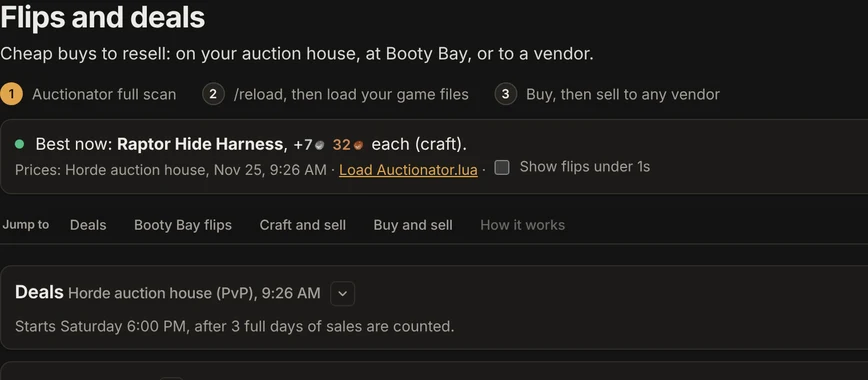 Flips and deals
Cheap buys to resell: on your auction house, at Booty Bay, or to a vendor.
1 Auctionator full scan 2 /reload, then load your game files 3 Buy, then sell to any vendor
Best now: Raptor Hide Harness, +7 32 each (craft).
Prices: Horde auction house, Nov 25, 9:26 AM · Load Auctionator.lua · Show flips under 1s
Jump to Deals Booty Bay flips Craft and sell Buy and sell How it works
Deals Horde auction house (PvP), 9:26 AM
Starts Saturday 6:00 PM, after 3 full days of sales are counted.